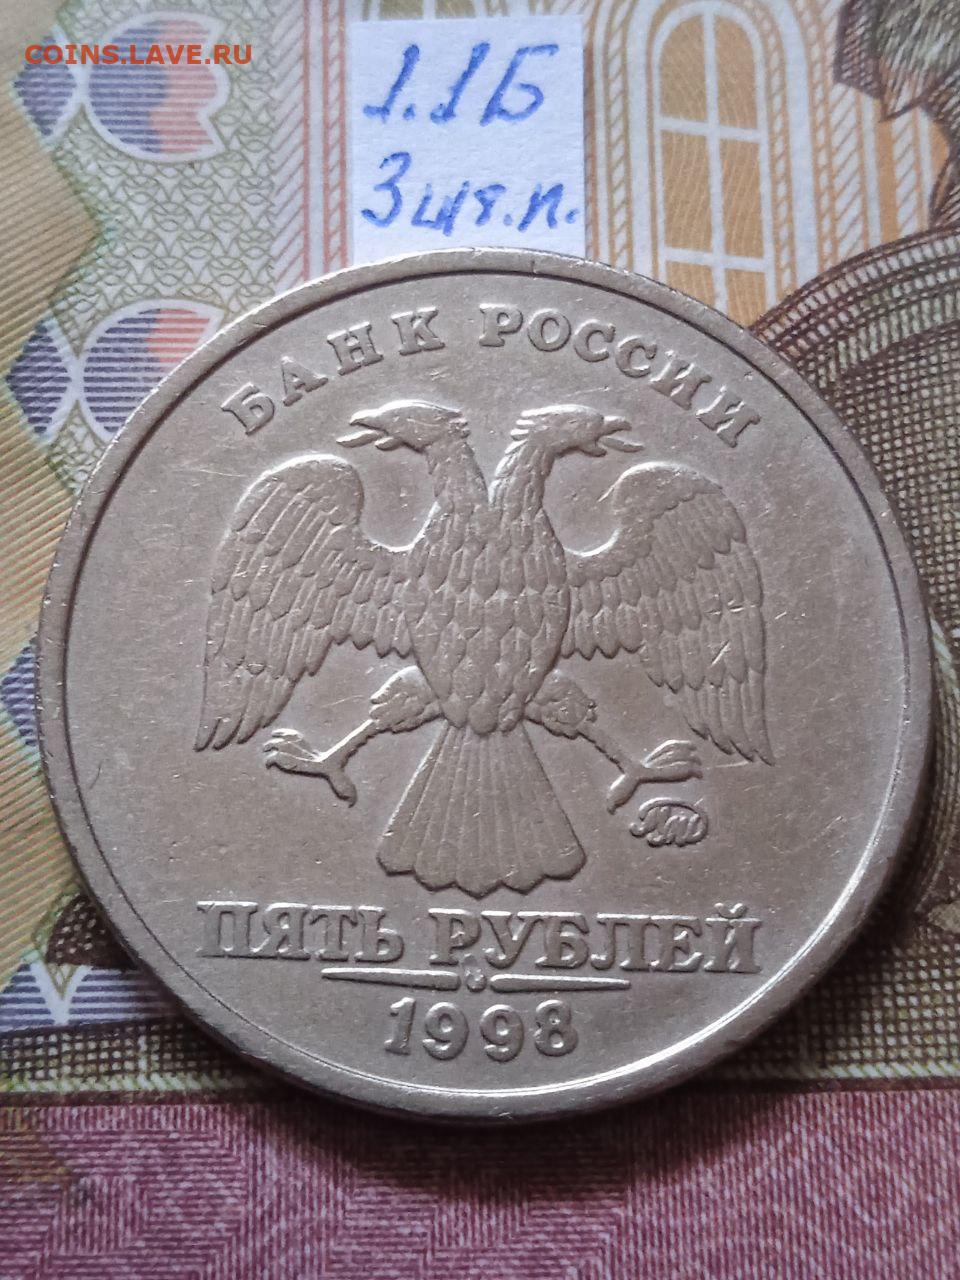 COINS.LAVE.RU
1.1Б
3 шт.п.
БАНК РОССИИ
ММД
ПЯТЬ РУБЛЕЙ
1998